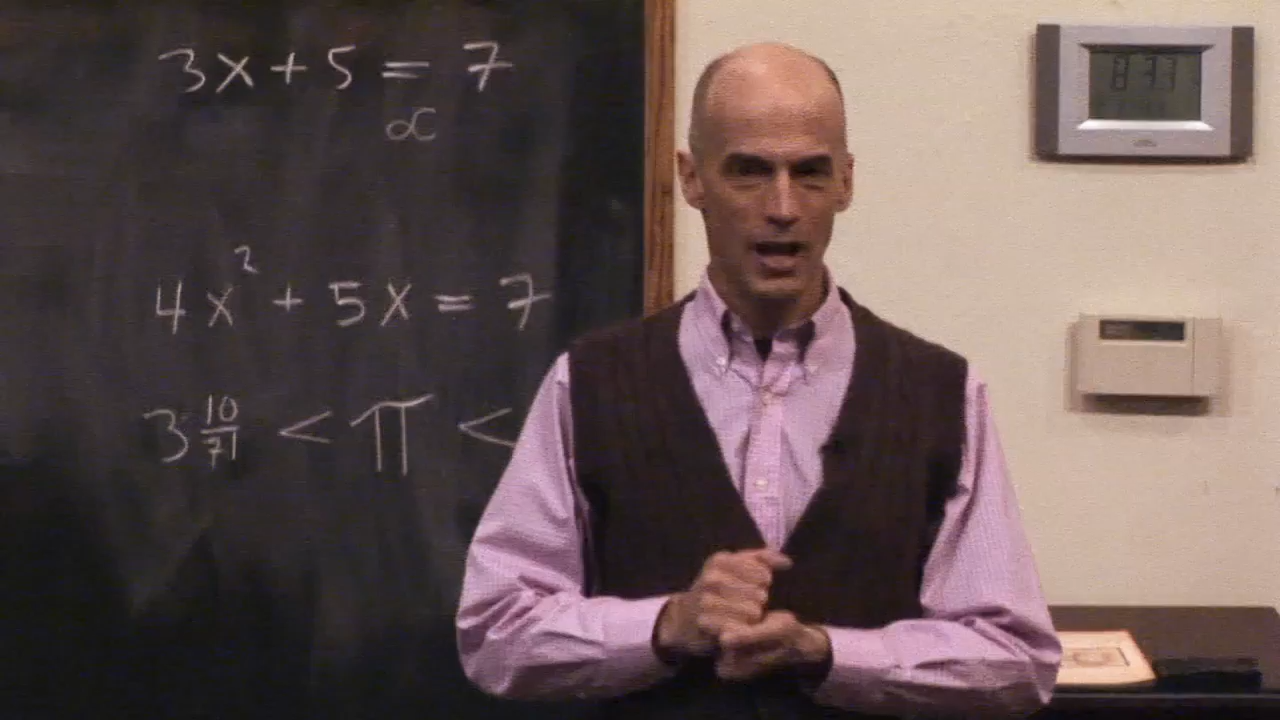 3x + 5 = 7
∝
4x² + 5x = 7
3 10/71 < π <